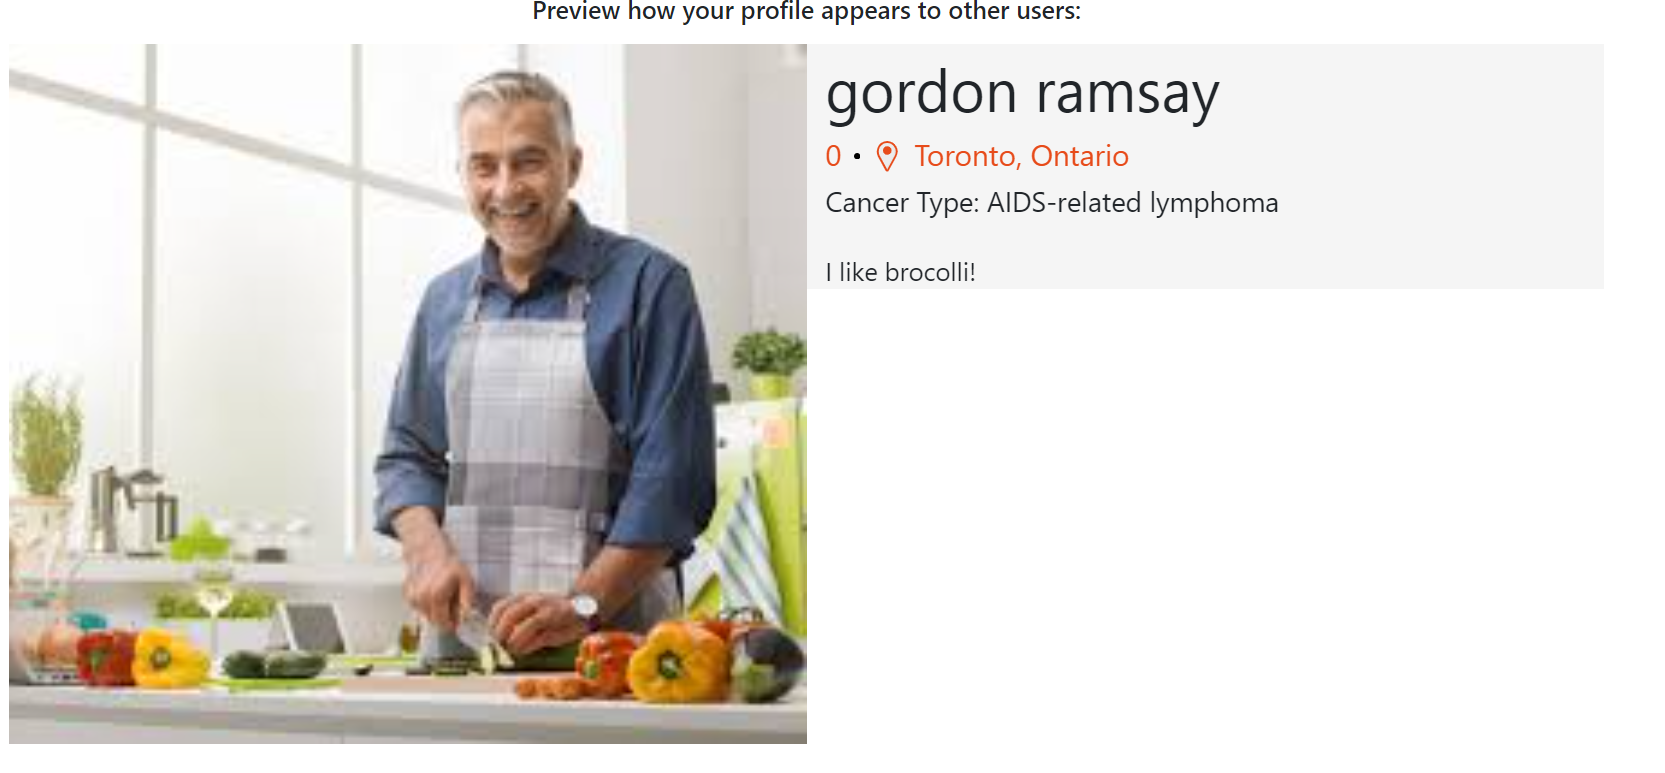 Preview how your profile appears to other users:
gordon ramsay
0 • Toronto, Ontario
Cancer Type: AIDS-related lymphoma
I like brocolli!